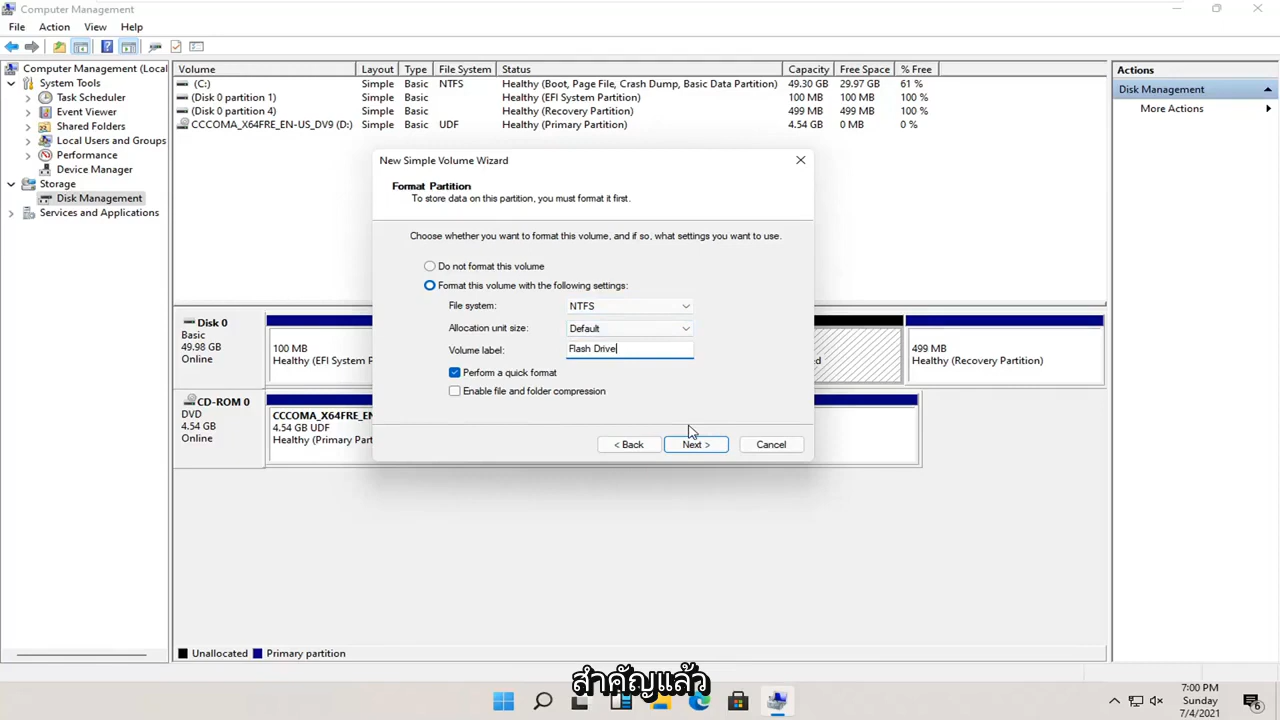 Computer Management
File Action View Help
Computer Management (Local
System Tools
Task Scheduler
Event Viewer
Shared Folders
Local Users and Groups
Performance
Device Manager
Storage
Disk Management
Services and Applications
Volume Layout Type File System Status Capacity Free Space % Free
(C:) Simple Basic NTFS Healthy (Boot, Page File, Crash Dump, Basic Data Partition) 49.30 GB 29.97 GB 61 %
(Disk 0 partition 1) Simple Basic Healthy (EFI System Partition) 100 MB 100 MB 100 %
(Disk 0 partition 4) Simple Basic Healthy (Recovery Partition) 499 MB 499 MB 100 %
CCCOMA_X64FRE_EN-US_DV9 (D:) Simple Basic UDF Healthy (Primary Partition) 4.54 GB 0 MB 0 %
Actions
Disk Management
More Actions
New Simple Volume Wizard
Format Partition
To store data on this partition, you must format it first.
Choose whether you want to format this volume, and if so, what settings you want to use.
Do not format this volume
Format this volume with the following settings:
File system: NTFS
Allocation unit size: Default
Volume label: Flash Drive
Perform a quick format
Enable file and folder compression
< Back Next > Cancel
Disk 0
Basic
49.98 GB
Online
100 MB
Healthy (EFI System P
499 MB
Healthy (Recovery Partition)
CD-ROM 0
DVD
4.54 GB
Online
CCCOMA_X64FRE_EN
4.54 GB UDF
Healthy (Primary Part
Unallocated Primary partition
สำคัญแล้ว
7:00 PM
Sunday
7/4/2021
6